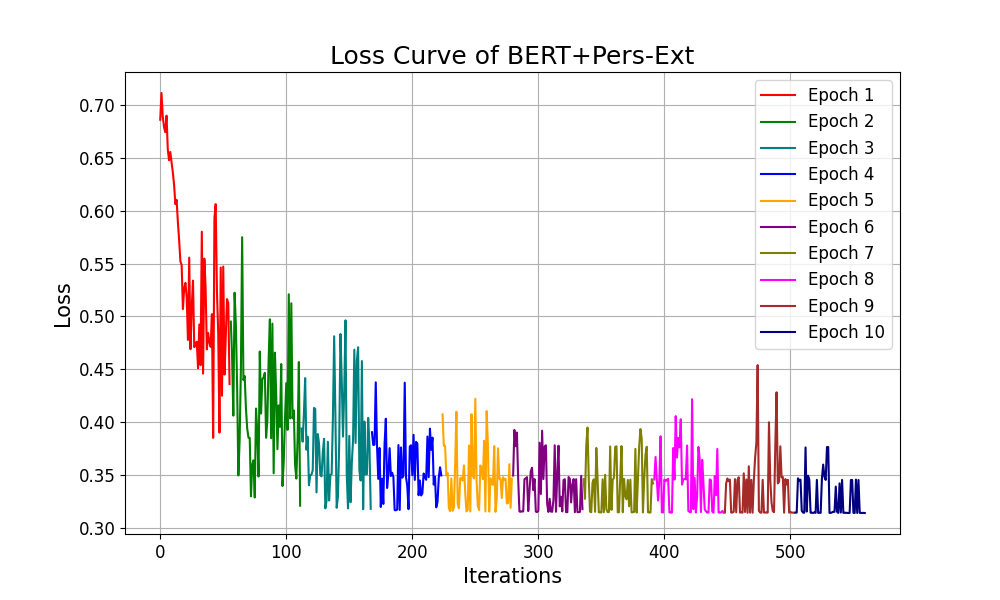 Loss Curve of BERT+Pers-Ext
Loss
0.70
0.65
0.60
0.55
0.50
0.45
0.40
0.35
0.30
0
100
200
300
400
500
Iterations
Epoch 1
Epoch 2
Epoch 3
Epoch 4
Epoch 5
Epoch 6
Epoch 7
Epoch 8
Epoch 9
Epoch 10